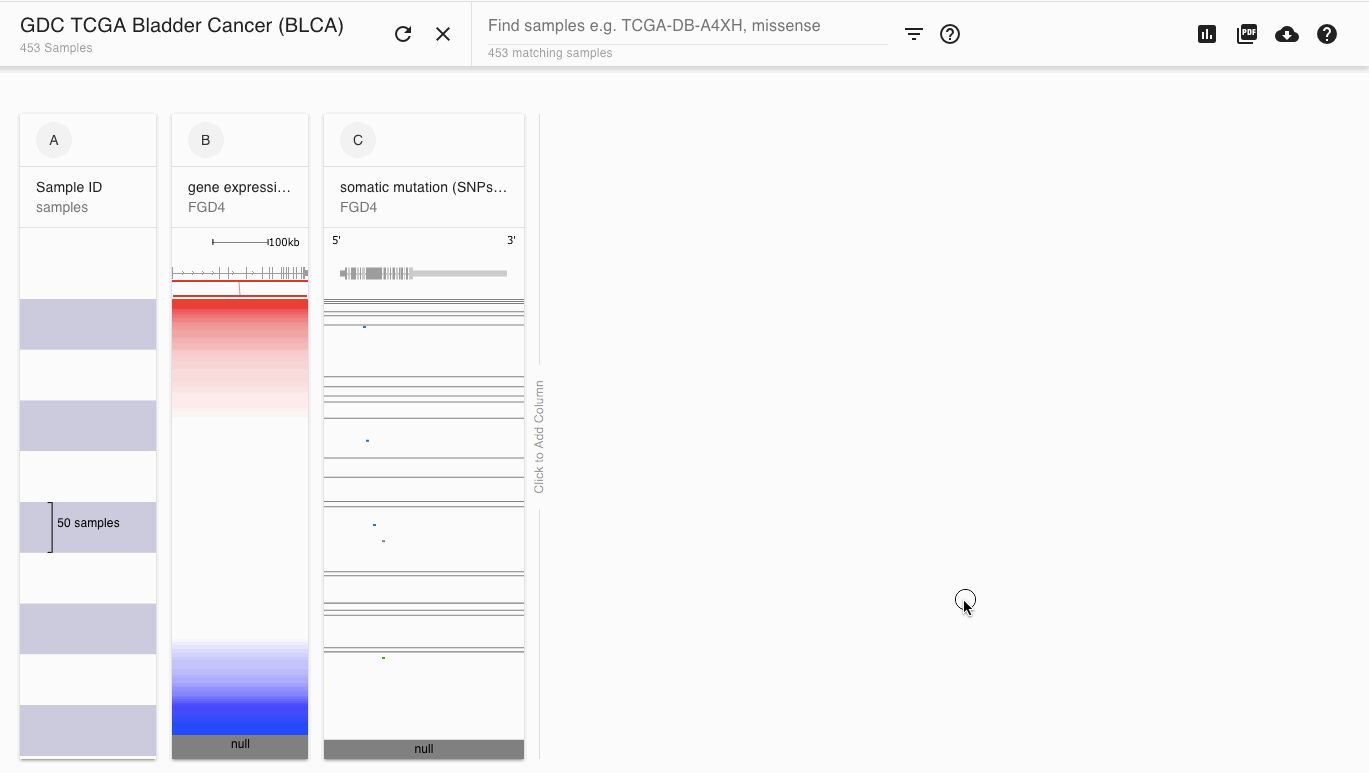 GDC TCGA Bladder Cancer (BLCA)
453 Samples
Find samples e.g. TCGA-DB-A4XH, missense
453 matching samples
PDF
A
Sample ID
samples
50 samples
B
gene expressi...
FGD4
100kb
null
C
somatic mutation (SNPs...
FGD4
5' 3'
null
Click to Add Column